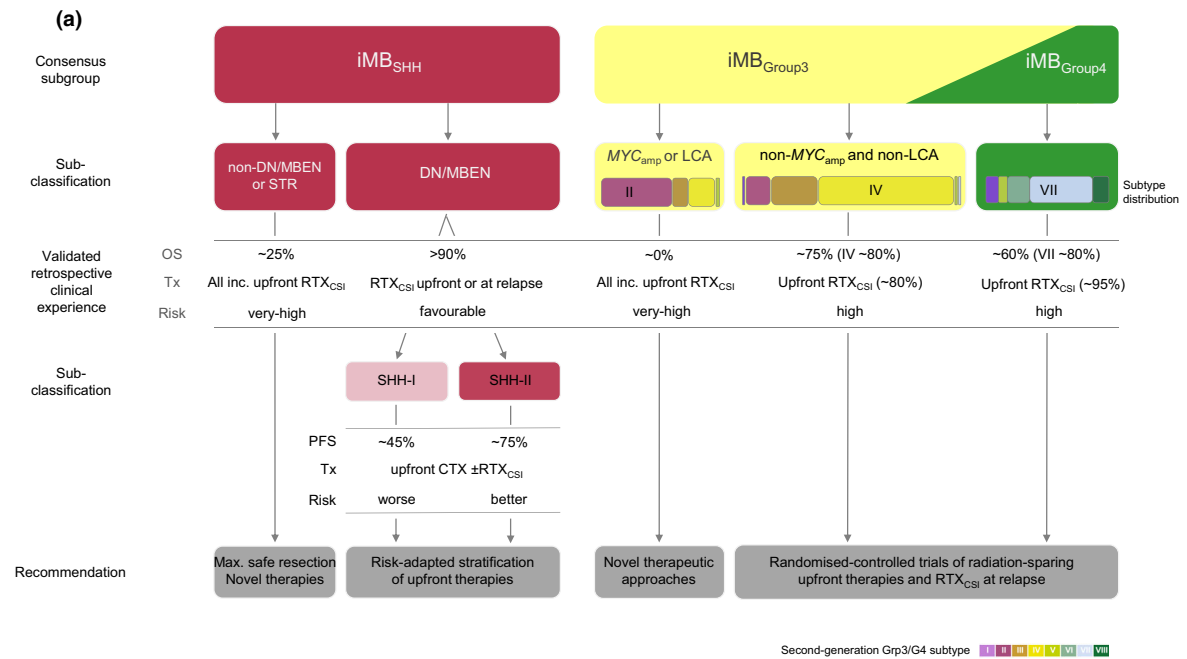 (a)
Consensus
subgroup
iMBSHH
iMBGroup3
iMBGroup4
Sub-
classification
non-DN/MBEN
or STR
DN/MBEN
MYCamp or LCA
II
non-MYCamp and non-LCA
IV
VII
Subtype
distribution
Validated
retrospective
clinical
experience
OS ~25% >90% ~0% ~75% (IV ~80%) ~60% (VII ~80%)
Tx All inc. upfront RTXCSI RTXCSI upfront or at relapse All inc. upfront RTXCSI Upfront RTXCSI (~80%) Upfront RTXCSI (~95%)
Risk very-high favourable very-high high high
Sub-
classification
SHH-I SHH-II
PFS ~45% ~75%
Tx upfront CTX ±RTXCSI
Risk worse better
Recommendation
Max. safe resection
Novel therapies
Risk-adapted stratification
of upfront therapies
Novel therapeutic
approaches
Randomised-controlled trials of radiation-sparing
upfront therapies and RTXCSI at relapse
Second-generation Grp3/G4 subtype I II III IV V VI VII VIII